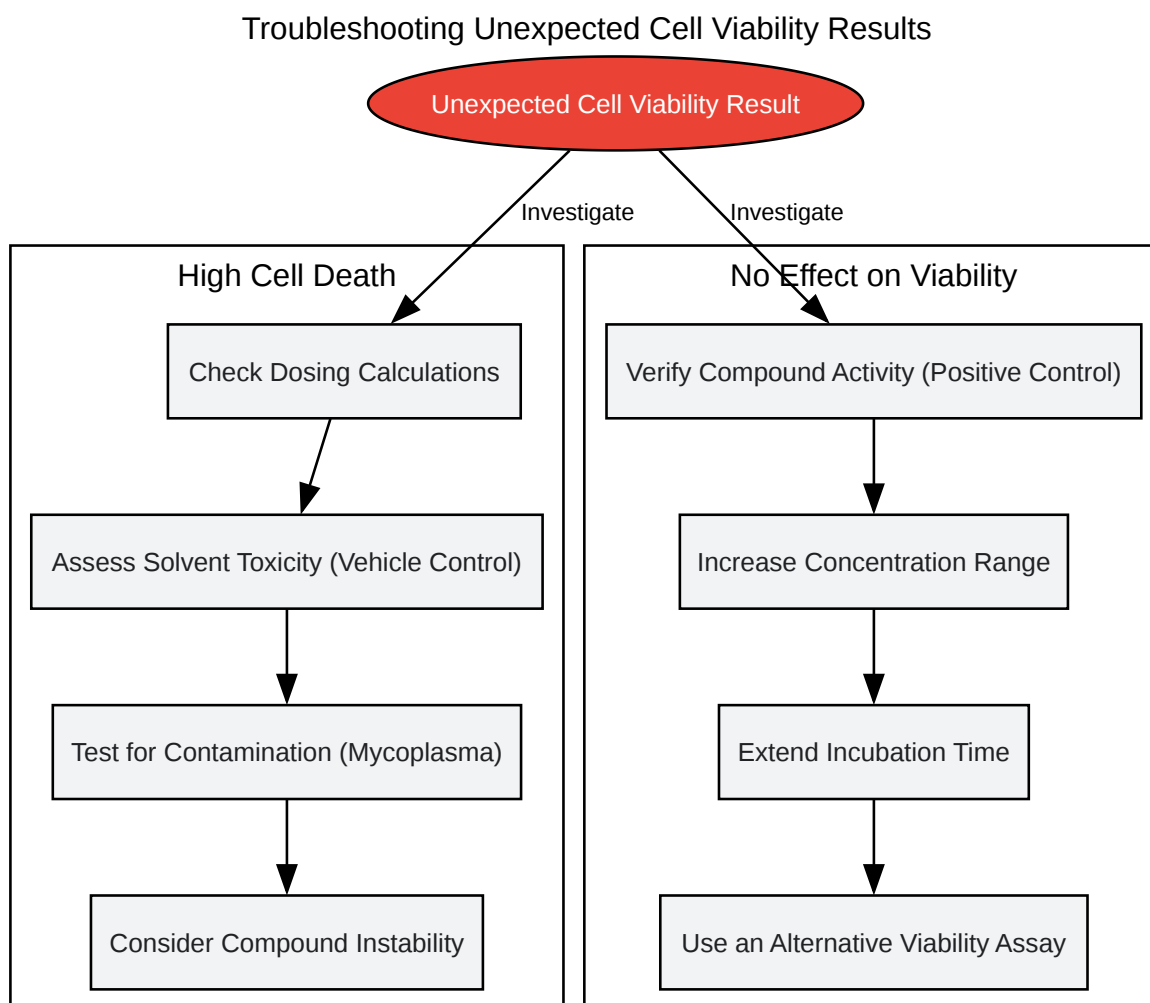 Troubleshooting Unexpected Cell Viability Results
Unexpected Cell Viability Result
Investigate
Investigate
High Cell Death
Check Dosing Calculations
Assess Solvent Toxicity (Vehicle Control)
Test for Contamination (Mycoplasma)
Consider Compound Instability
No Effect on Viability
Verify Compound Activity (Positive Control)
Increase Concentration Range
Extend Incubation Time
Use an Alternative Viability Assay